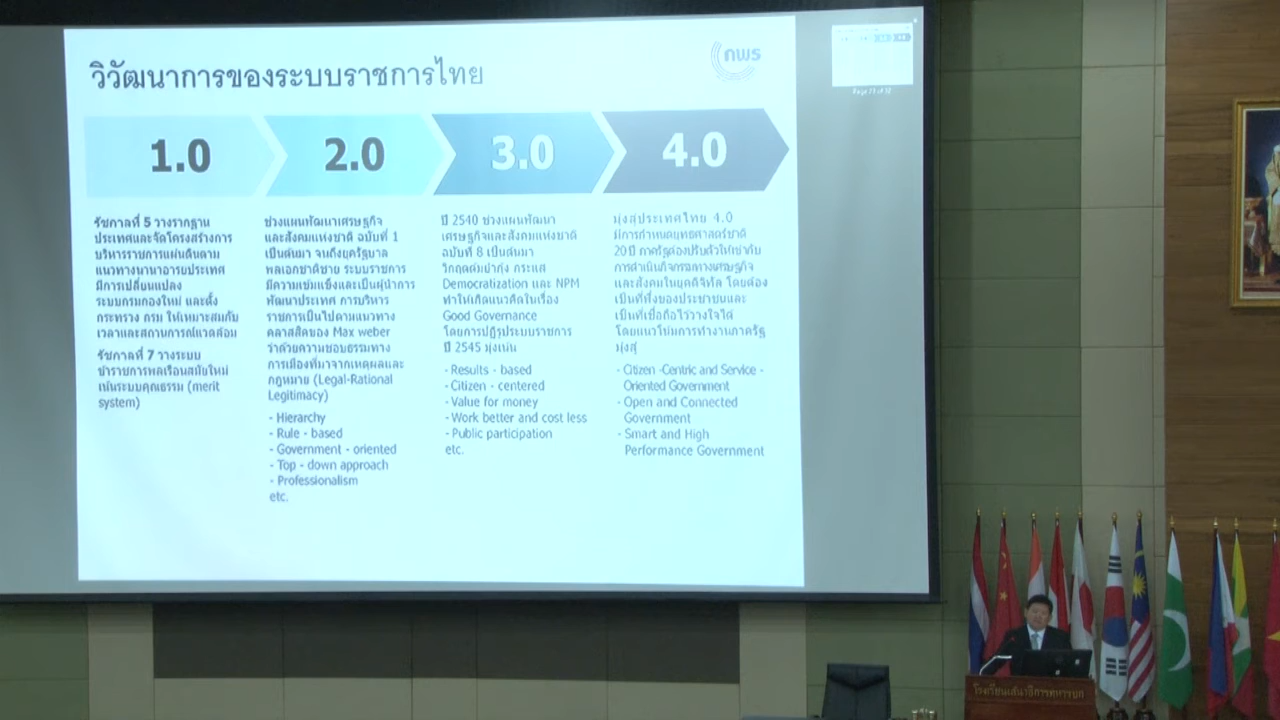 วิวัฒนาการของระบบราชการไทย
กพร
1.0
2.0
3.0
4.0
รัชกาลที่ 5 วางรากฐาน
ประเทศและจัดโครงสร้างการ
บริหารราชการแผ่นดินตาม
แนวทางนานาอารยประเทศ
มีการเปลี่ยนแปลง
ระบบกรมกองใหม่ และตั้ง
กระทรวง กรม ให้เหมาะสมกับ
เวลาและสถานการณ์แวดล้อม
รัชกาลที่ 7 วางระบบ
ข้าราชการพลเรือนสมัยใหม่
เน้นระบบคุณธรรม (merit
system)
ช่วงแผนพัฒนาเศรษฐกิจ
และสังคมแห่งชาติ ฉบับที่ 1
เป็นต้นมา จนถึงยุครัฐบาล
พลเอกชาติชาย ระบบราชการ
มีความเข้มแข็งและเป็นผู้นำการ
พัฒนาประเทศ การบริหาร
ราชการเป็นไปตามแนวทาง
คลาสสิคของ Max weber
ว่าด้วยความชอบธรรมทาง
การเมืองที่มาจากเหตุผลและ
กฎหมาย (Legal-Rational
Legitimacy)
- Hierarchy
- Rule - based
- Government - oriented
- Top - down approach
- Professionalism
etc.
ปี 2540 ช่วงแผนพัฒนา
เศรษฐกิจและสังคมแห่งชาติ
ฉบับที่ 8 เป็นต้นมา
วิกฤตต้มยำกุ้ง กระแส
Democratization และ NPM
ทำให้เกิดแนวคิดในเรื่อง
Good Governance
โดยการปฏิรูประบบราชการ
ปี 2545 มุ่งเน้น
- Results - based
- Citizen - centered
- Value for money
- Work better and cost less
- Public participation
etc.
มุ่งสู่ประเทศไทย 4.0
มีการกำหนดยุทธศาสตร์ชาติ
20ปี ภาครัฐต้องปรับตัวให้เข้ากับ
การดำเนินกิจกรรมทางเศรษฐกิจ
และสังคมในยุคดิจิทัล โดยต้อง
เป็นที่พึ่งของประชาชนและ
เป็นที่เชื่อถือไว้วางใจได้
โดยแนวโน้มการทำงานภาครัฐ
มุ่งสู่
- Citizen -Centric and Service -
Oriented Government
- Open and Connected
Government
- Smart and High
Performance Government
โรงเรียนเสนาธิการทหารบก